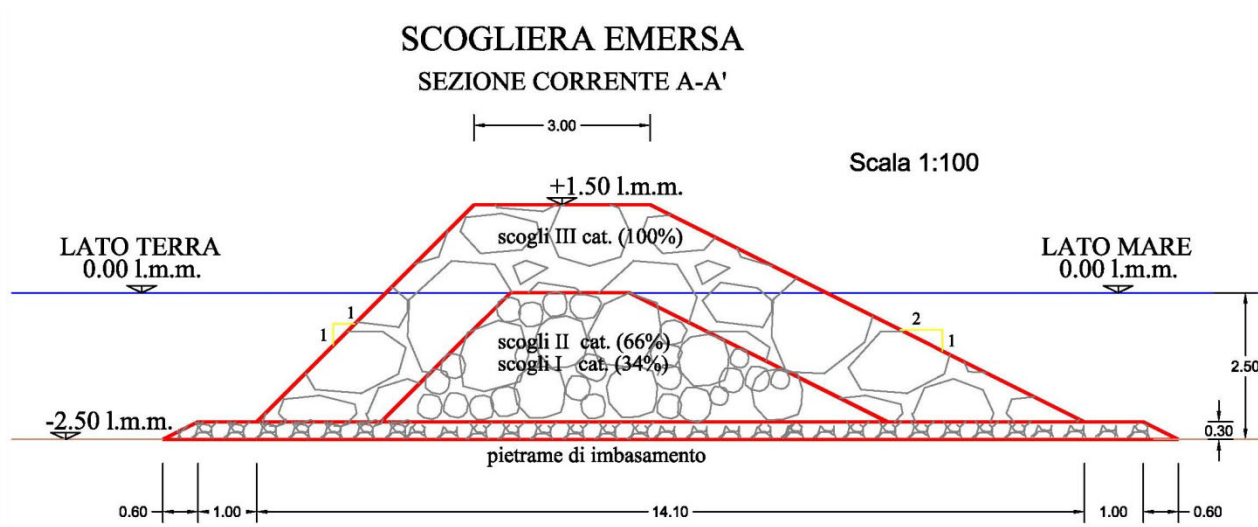 SCOGLIERA EMERSA
SEZIONE CORRENTE A-A'
3.00
Scala 1:100
+1.50 l.m.m.
scogli III cat. (100%)
LATO TERRA
0.00 l.m.m.
LATO MARE
0.00 l.m.m.
1
1
2
1
scogli II cat. (66%)
scogli I cat. (34%)
2.50
-2.50 l.m.m.
0.30
pietrame di imbasamento
0.60
1.00
14.10
1.00
0.60